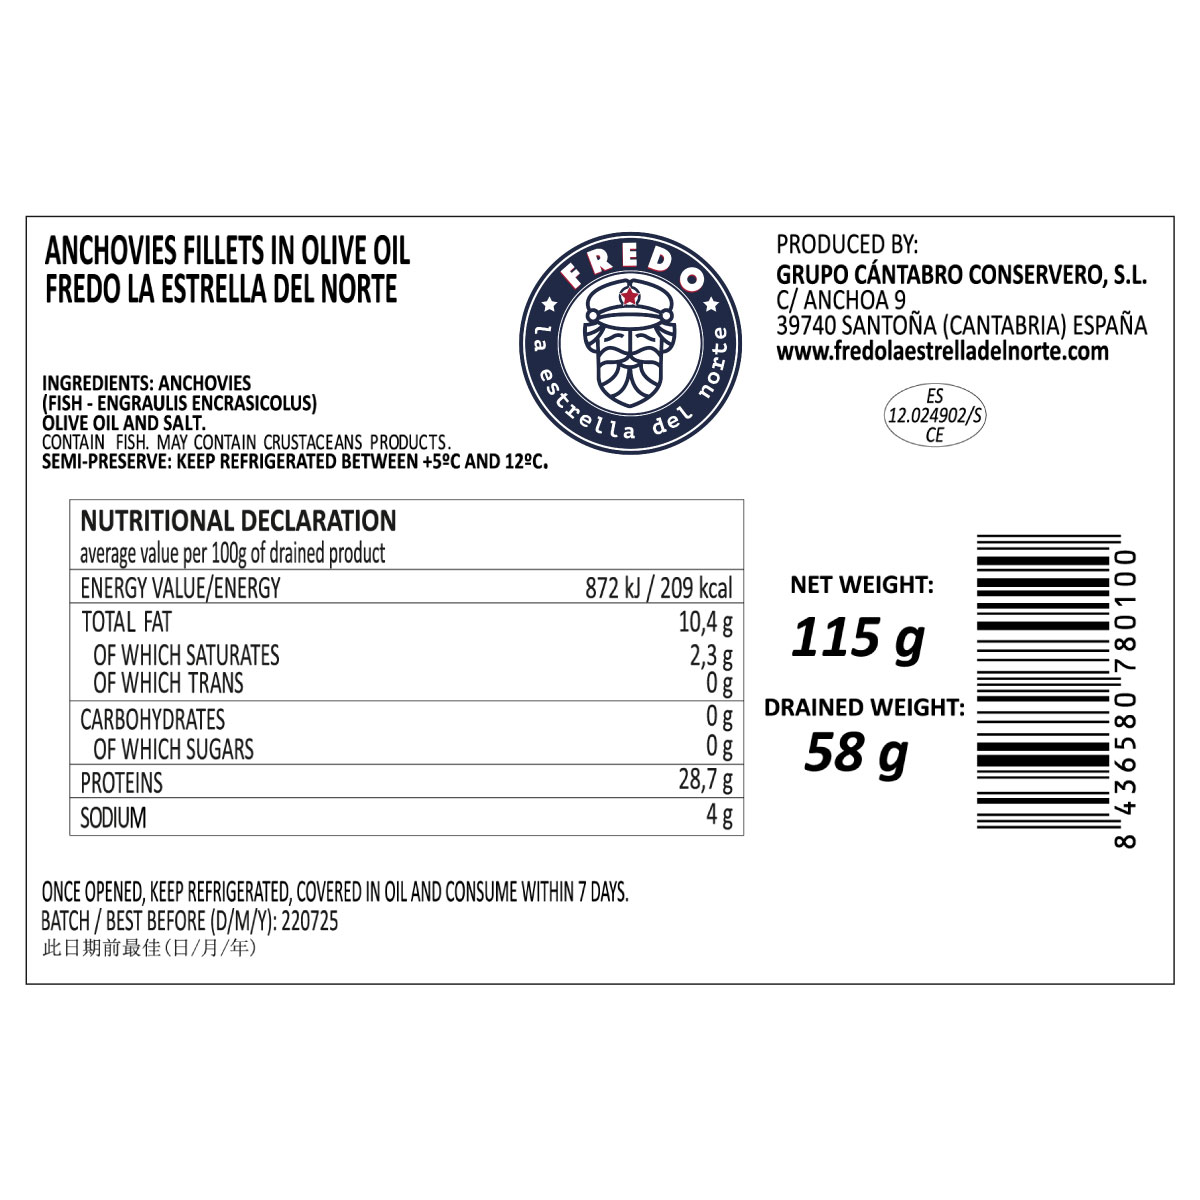 ANCHOVIES FILLETS IN OLIVE OIL
FREDO LA ESTRELLA DEL NORTE
INGREDIENTS: ANCHOVIES
(FISH - ENGRAULIS ENCRASICOLUS)
OLIVE OIL AND SALT.
CONTAIN FISH. MAY CONTAIN CRUSTACEANS PRODUCTS.
SEMI-PRESERVE: KEEP REFRIGERATED BETWEEN +5ºC AND 12ºC.
FREDO
la estrella del norte
PRODUCED BY:
GRUPO CÁNTABRO CONSERVERO, S.L.
C/ ANCHOA 9
39740 SANTOÑA (CANTABRIA) ESPAÑA
www.fredolaestrelladelnorte.com
ES
12.024902/S
CE
NUTRITIONAL DECLARATION
average value per 100g of drained product
ENERGY VALUE/ENERGY 872 kJ / 209 kcal
TOTAL FAT 10,4 g
OF WHICH SATURATES 2,3 g
OF WHICH TRANS 0 g
CARBOHYDRATES 0 g
OF WHICH SUGARS 0 g
PROTEINS 28,7 g
SODIUM 4 g
NET WEIGHT:
115 g
DRAINED WEIGHT:
58 g
8 436580 780100
ONCE OPENED, KEEP REFRIGERATED, COVERED IN OIL AND CONSUME WITHIN 7 DAYS.
BATCH / BEST BEFORE (D/M/Y): 220725
此日期前最佳(日/月/年)